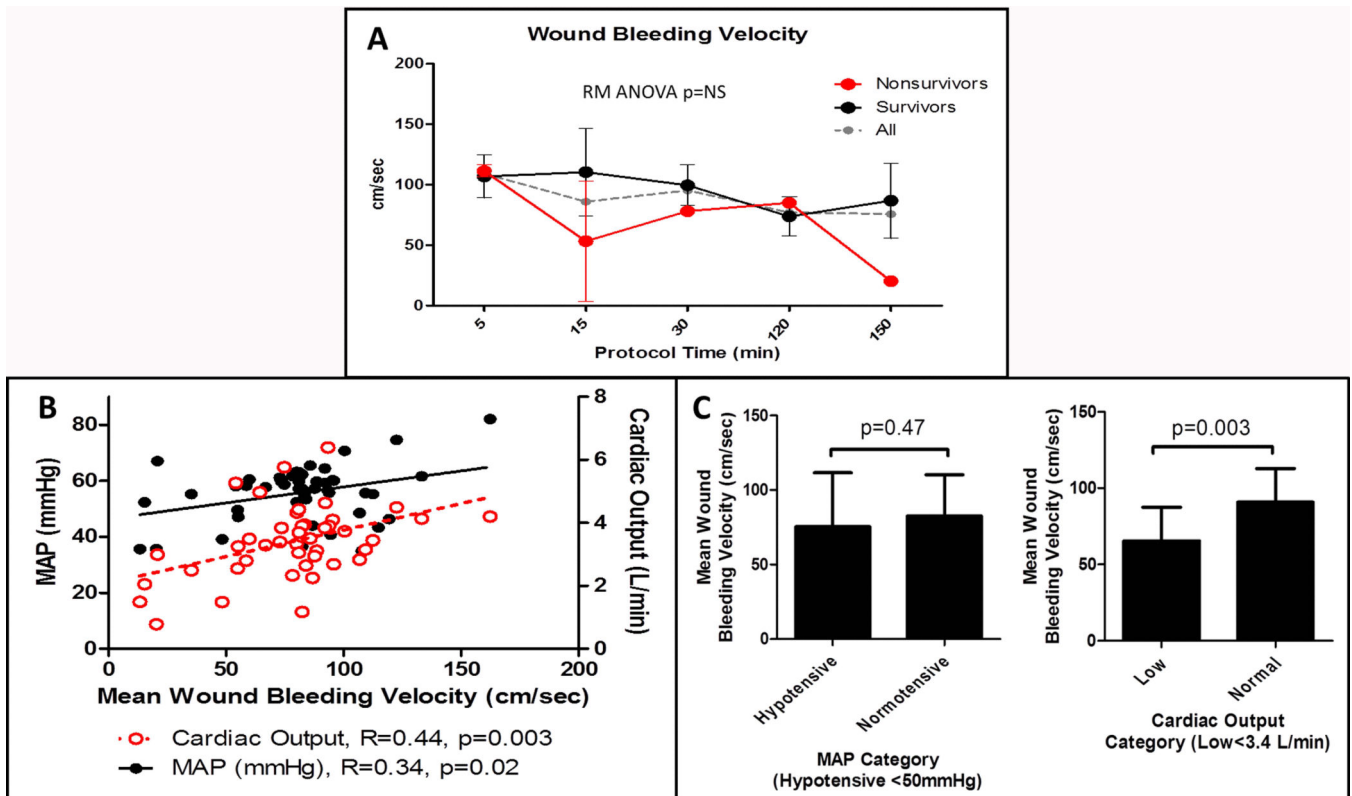 A
Wound Bleeding Velocity
RM ANOVA p=NS
Nonsurvivors
Survivors
All
cm/sec
200
150
100
50
0
5
15
30
120
150
Protocol Time (min)
B
MAP (mmHg)
80
60
40
20
0
Cardiac Output (L/min)
8
6
4
2
0
50
100
150
200
Mean Wound Bleeding Velocity (cm/sec)
Cardiac Output, R=0.44, p=0.003
MAP (mmHg), R=0.34, p=0.02
C
Mean Wound
Bleeding Velocity (cm/sec)
150
100
50
0
p=0.47
Hypotensive
Normotensive
MAP Category
(Hypotensive <50mmHg)
Mean Wound
Bleeding Velocity (cm/sec)
150
100
50
0
p=0.003
Low
Normal
Cardiac Output
Category (Low<3.4 L/min)